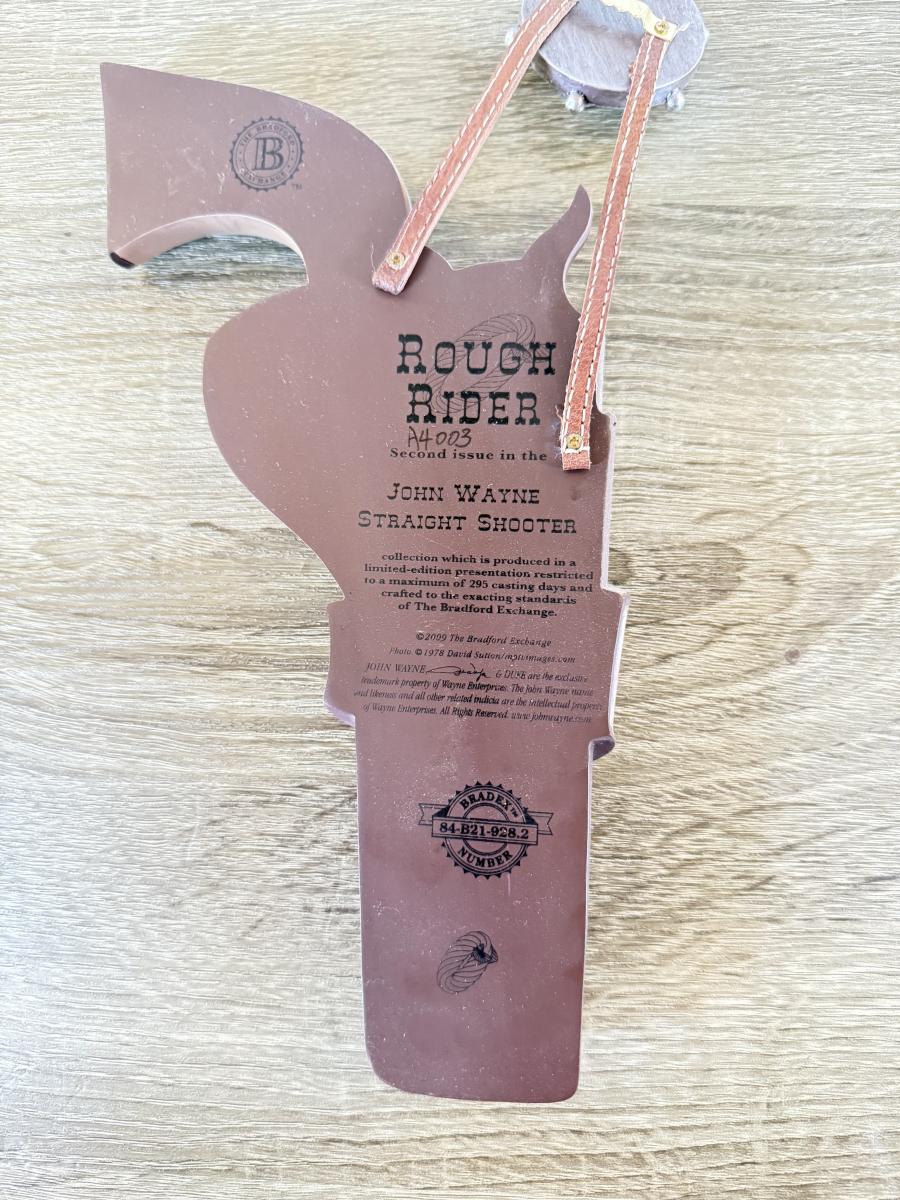 THE BRADFORD
B
EXCHANGE
TM
ROUGH
RIDER
A4003
Second issue in the
JOHN WAYNE
STRAIGHT SHOOTER
collection which is produced in a
limited-edition presentation restricted
to a maximum of 295 casting days and
crafted to the exacting standards
of The Bradford Exchange.
©2009 The Bradford Exchange
Photo ©1978 David Sutton/mptvimages.com
JOHN WAYNE, & DUKE are the exclusive
trademark property of Wayne Enterprises. The John Wayne name
and likeness and all other related indicia are the intellectual property
of Wayne Enterprises. All Rights Reserved. www.johnwayne.com
BRADEX™
84-B21-928.2
NUMBER